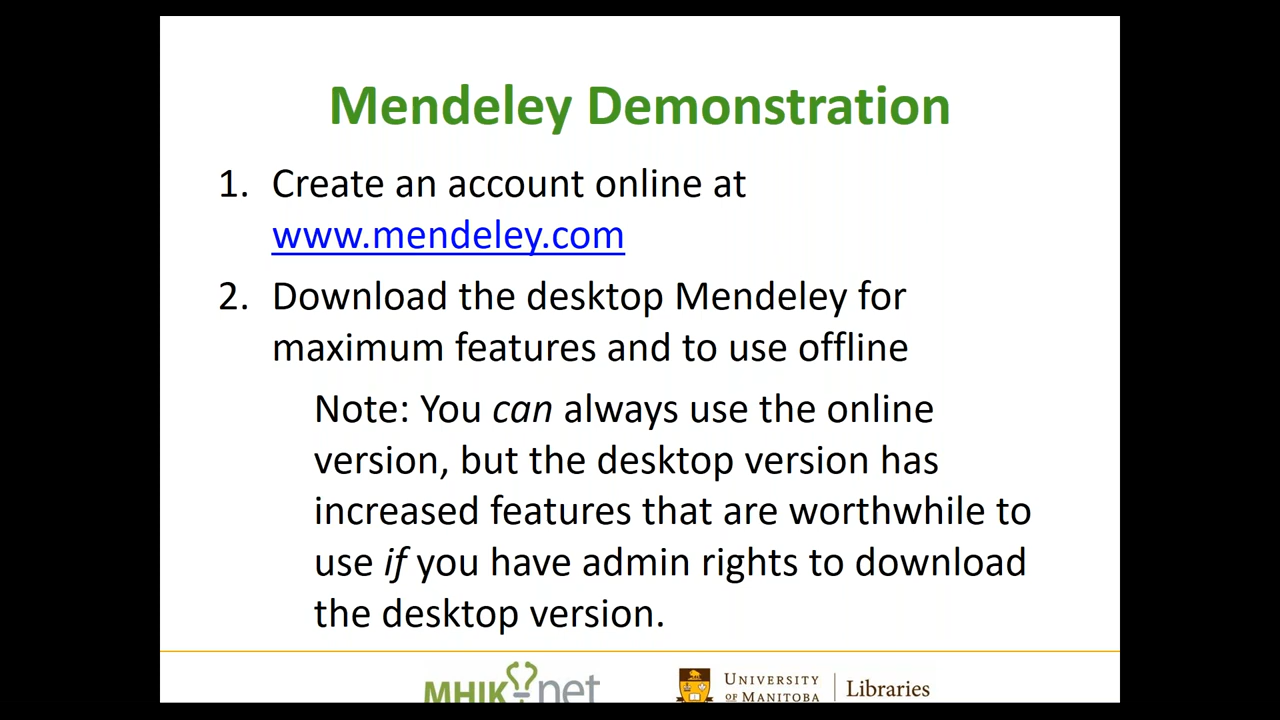 Mendeley Demonstration
1. Create an account online at
www.mendeley.com
2. Download the desktop Mendeley for
maximum features and to use offline
Note: You can always use the online
version, but the desktop version has
increased features that are worthwhile to
use if you have admin rights to download
the desktop version.
MHIKnet
UNIVERSITY
OF MANITOBA
Libraries